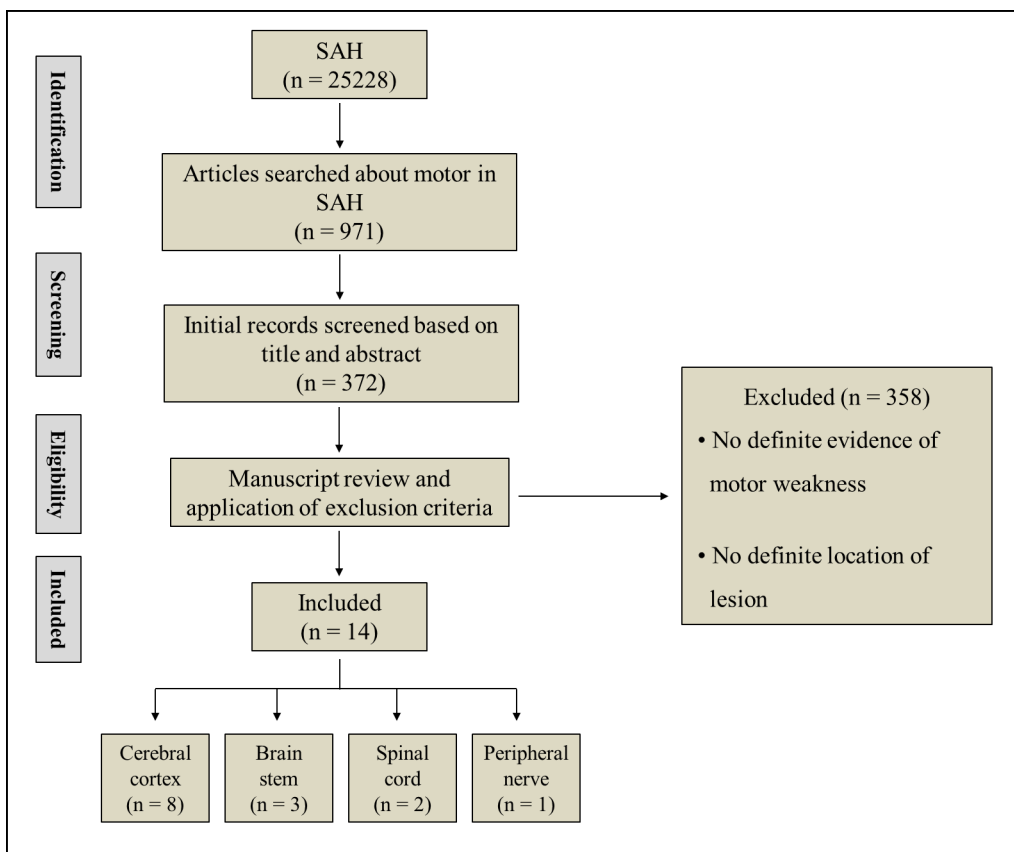 Identification
SAH
(n = 25228)
Articles searched about motor in
SAH
(n = 971)
Screening
Initial records screened based on
title and abstract
(n = 372)
Eligibility
Manuscript review and
application of exclusion criteria
Excluded (n = 358)
• No definite evidence of
motor weakness
• No definite location of
lesion
Included
Included
(n = 14)
Cerebral
cortex
(n = 8)
Brain
stem
(n = 3)
Spinal
cord
(n = 2)
Peripheral
nerve
(n = 1)